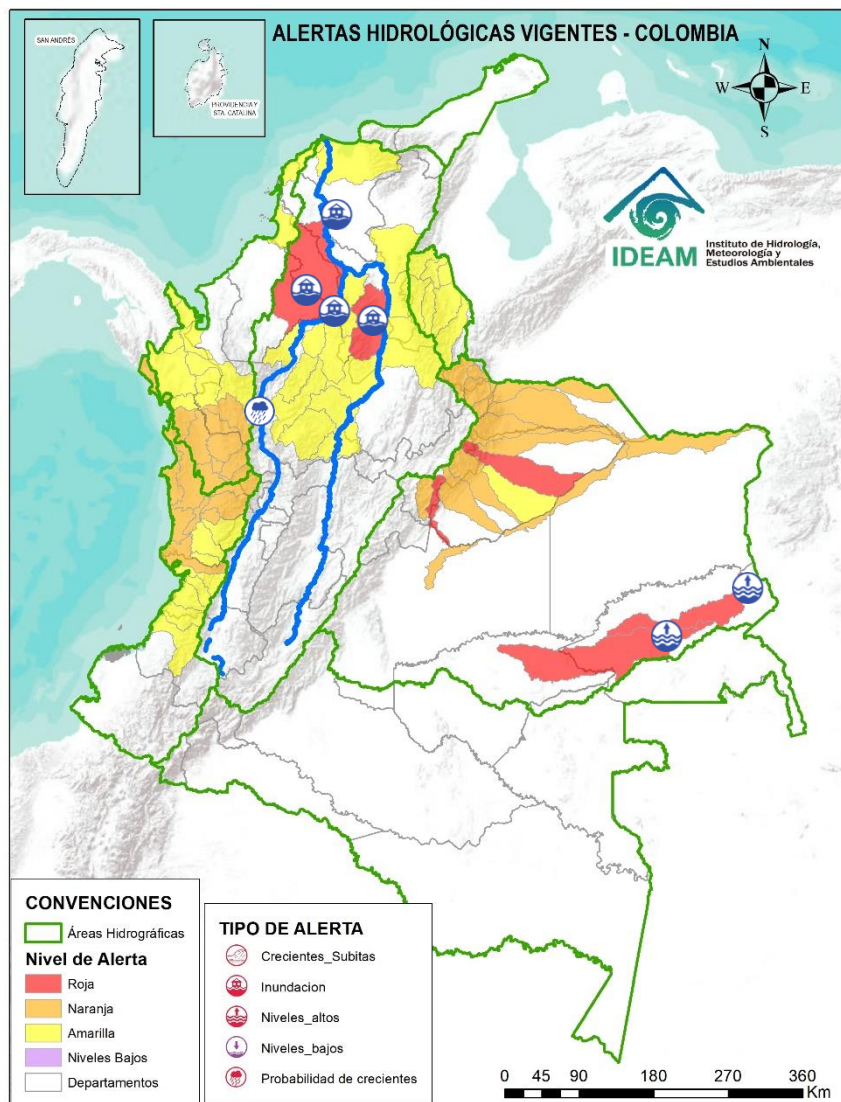 ALERTAS HIDROLÓGICAS VIGENTES - COLOMBIA
SAN ANDRÉS
PROVIDENCIA Y
STA. CATALINA
N
W
E
S
IDEAM
Instituto de Hidrología,
Meteorología y
Estudios Ambientales
CONVENCIONES
Áreas Hidrográficas
Nivel de Alerta
Roja
Naranja
Amarilla
Niveles Bajos
Departamentos
TIPO DE ALERTA
Crecientes_Subitas
Inundacion
Niveles_altos
Niveles_bajos
Probabilidad de crecientes
0 45 90 180 270 360
Km